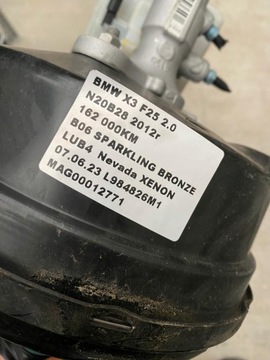 BMW X3 F25 2.0
N20B28 2012r
162 000KM
B06 SPARKLING BRONZE
LUB4 Nevada XENON
07.06.23 L984826M1
MAG00012771